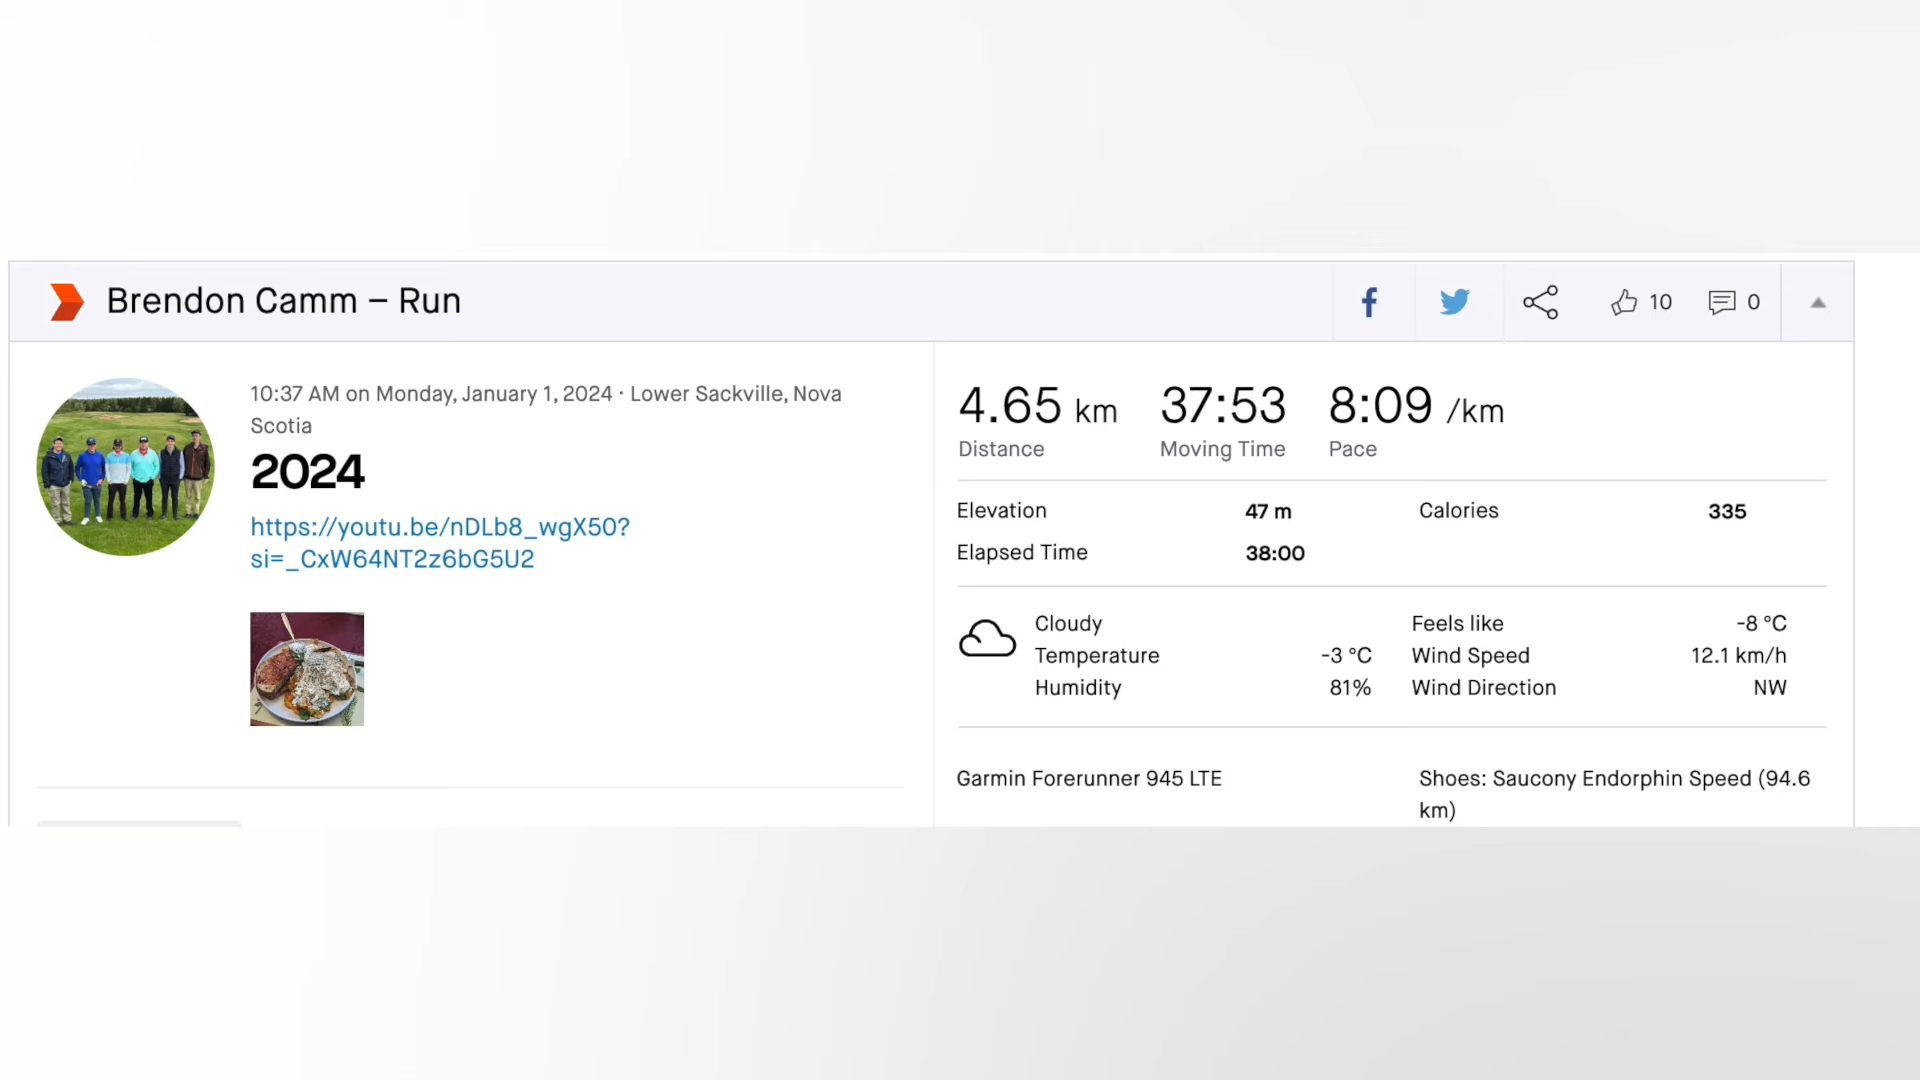 Brendon Camm – Run
10
0
10:37 AM on Monday, January 1, 2024 · Lower Sackville, Nova
Scotia
2024
https://youtu.be/nDLb8_wgX50?
si=_CxW64NT2z6bG5U2
4.65 km
Distance
37:53
Moving Time
8:09 /km
Pace
Elevation
47 m
Calories
335
Elapsed Time
38:00
Cloudy
Temperature
-3 °C
Humidity
81%
Feels like
-8 °C
Wind Speed
12.1 km/h
Wind Direction
NW
Garmin Forerunner 945 LTE
Shoes: Saucony Endorphin Speed (94.6
km)